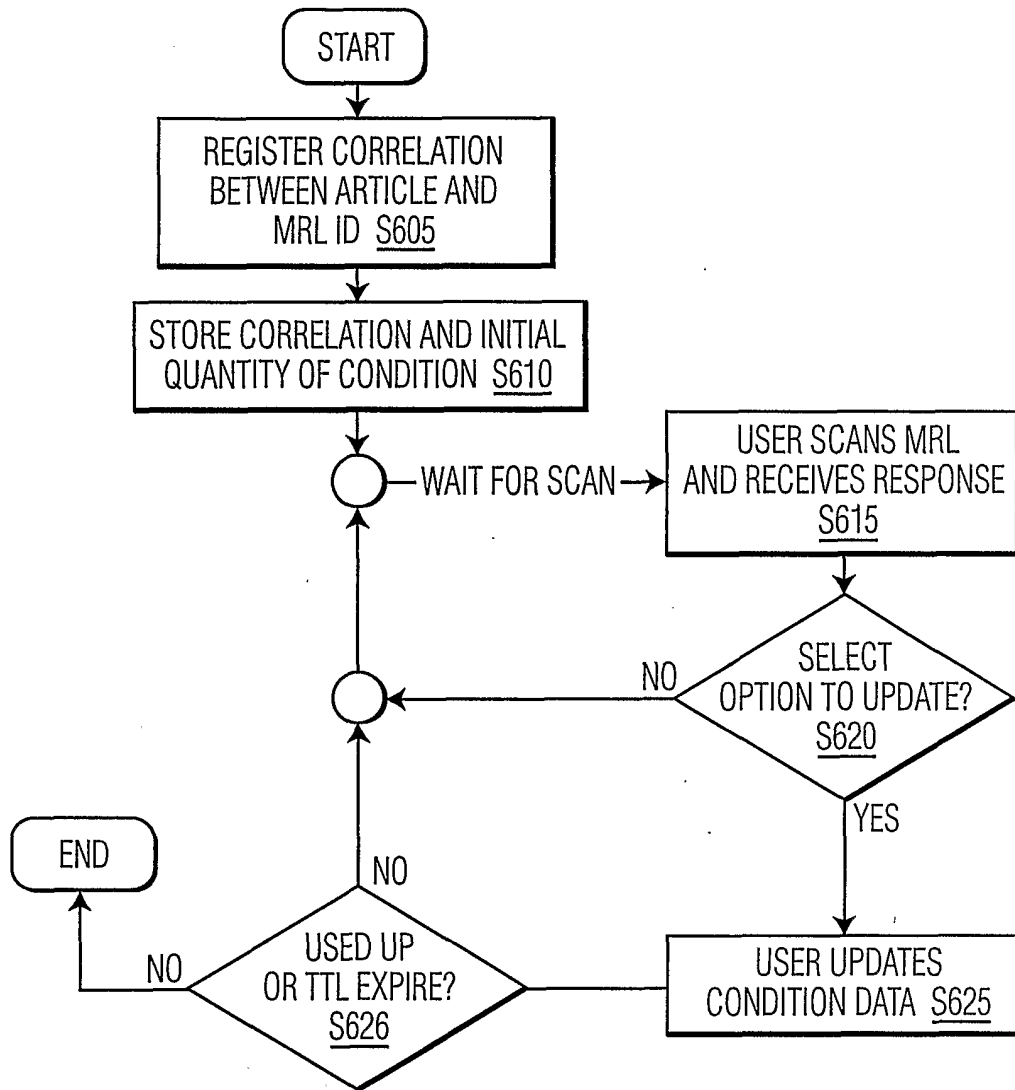 START
REGISTER CORRELATION
BETWEEN ARTICLE AND
MRL ID S605
STORE CORRELATION AND INITIAL
QUANTITY OF CONDITION S610
WAIT FOR SCAN
USER SCANS MRL
AND RECEIVES RESPONSE
S615
SELECT
OPTION TO UPDATE?
S620
NO
YES
USER UPDATES
CONDITION DATA S625
USED UP
OR TTL EXPIRE?
S626
NO
NO
END